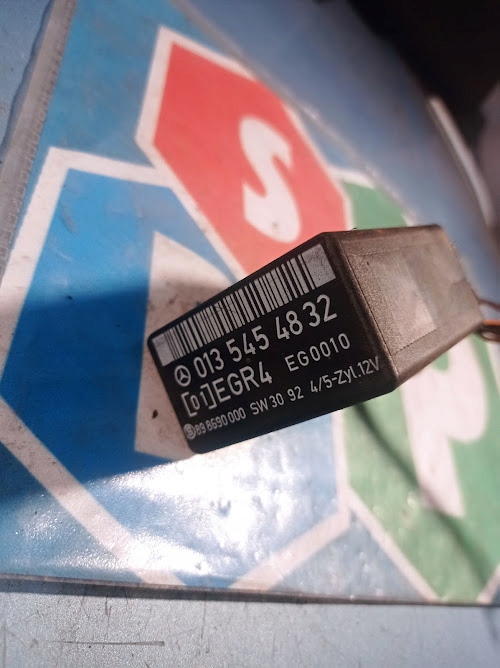 S
013 545 48 32
[01]EGR4 EG0010
89 8690 000 SW 30 92 4/5-Zyl.12V
P